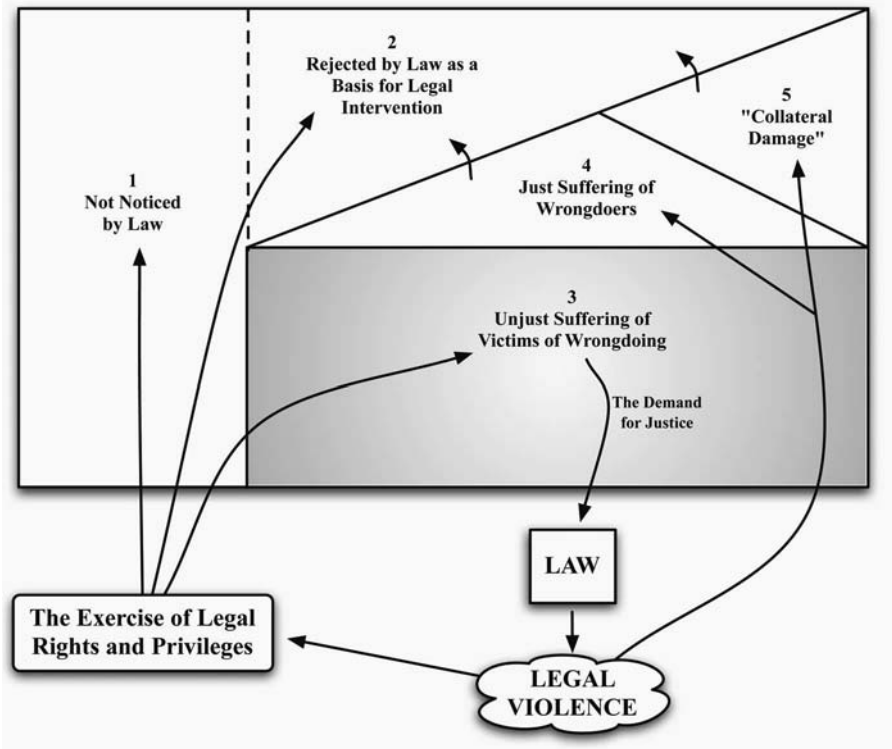 1
Not Noticed
by Law
2
Rejected by Law as a
Basis for Legal
Intervention
5
"Collateral
Damage"
4
Just Suffering of
Wrongdoers
3
Unjust Suffering of
Victims of Wrongdoing
The Demand
for Justice
LAW
The Exercise of Legal
Rights and Privileges
LEGAL
VIOLENCE